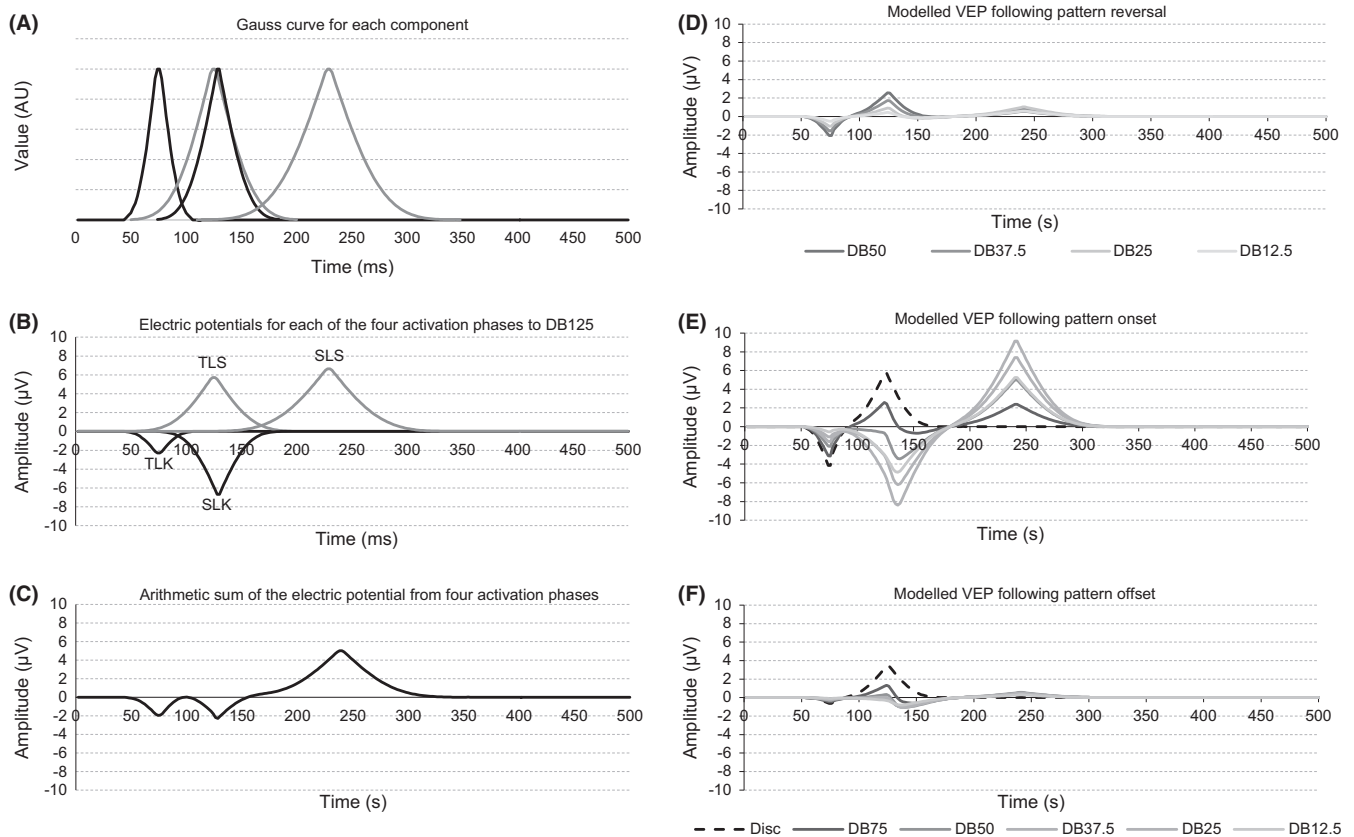 (A)
Gauss curve for each component
Value (AU)
0 50 100 150 200 250 300 350 400 450 500
Time (ms)
(B)
Electric potentials for each of the four activation phases to DB125
Amplitude (µV)
10
8
6
4
2
0
-2
-4
-6
-8
-10
TLS
SLS
TLK
SLK
0 50 100 150 200 250 300 350 400 450 500
Time (ms)
(C)
Arithmetic sum of the electric potential from four activation phases
Amplitude (µV)
10
8
6
4
2
0
-2
-4
-6
-8
-10
0 50 100 150 200 250 300 350 400 450 500
Time (s)
(D)
Modelled VEP following pattern reversal
Amplitude (µV)
10
8
6
4
2
0
-2
-4
-6
-8
-10
0 50 100 150 200 250 300 350 400 450 500
Time (s)
DB50 DB37.5 DB25 DB12.5
(E)
Modelled VEP following pattern onset
Amplitude (µV)
10
8
6
4
2
0
-2
-4
-6
-8
-10
0 50 100 150 200 250 300 350 400 450 500
Time (s)
(F)
Modelled VEP following pattern offset
Amplitude (µV)
10
8
6
4
2
0
-2
-4
-6
-8
-10
0 50 100 150 200 250 300 350 400 450 500
Time (s)
Disc DB75 DB50 DB37.5 DB25 DB12.5